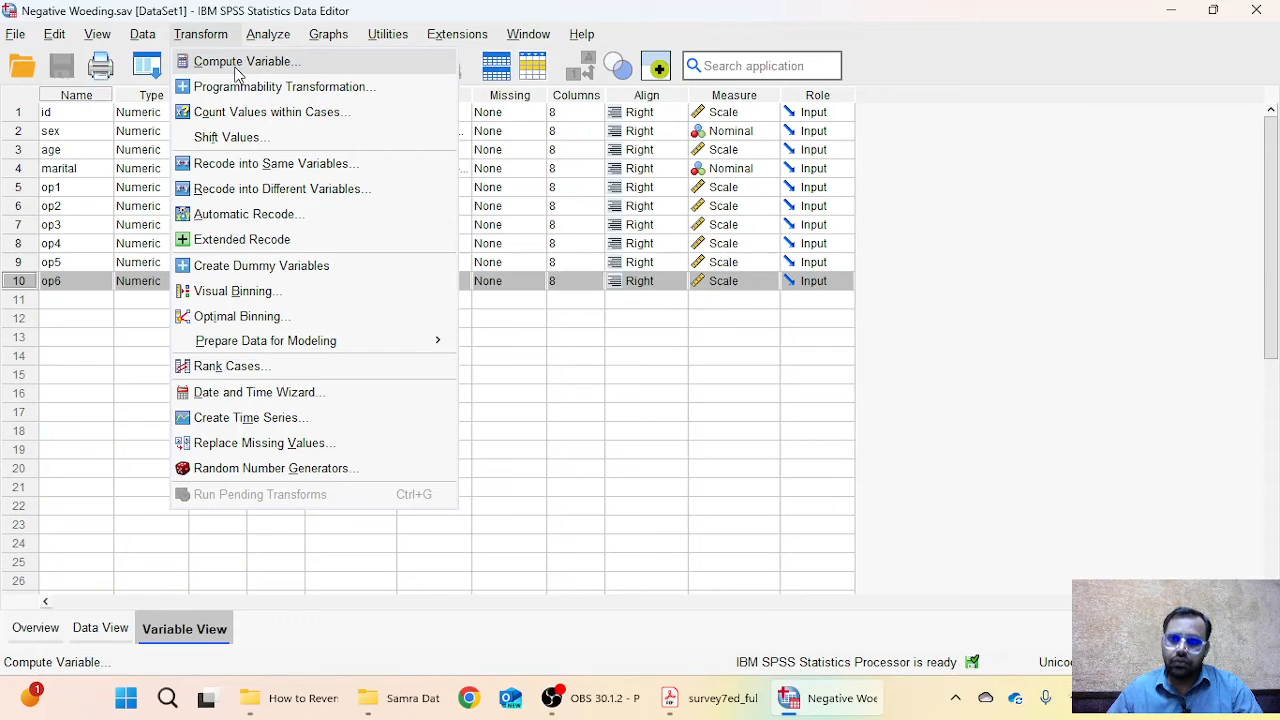 Negative Woeding.sav [DataSet1] - IBM SPSS Statistics Data Editor
File Edit View Data Transform Analyze Graphs Utilities Extensions Window Help
Search application
Compute Variable...
Programmability Transformation...
Count Values within Cases...
Shift Values...
Recode into Same Variables...
Recode into Different Variables...
Automatic Recode...
Extended Recode
Create Dummy Variables
Visual Binning...
Optimal Binning...
Prepare Data for Modeling
Rank Cases...
Date and Time Wizard...
Create Time Series...
Replace Missing Values...
Random Number Generators...
Run Pending Transforms Ctrl+G
Name Type Missing Columns Align Measure Role
1 id Numeric None 8 Right Scale Input
2 sex Numeric None 8 Right Nominal Input
3 age Numeric None 8 Right Scale Input
4 marital Numeric None 8 Right Nominal Input
5 op1 Numeric None 8 Right Scale Input
6 op2 Numeric None 8 Right Scale Input
7 op3 Numeric None 8 Right Scale Input
8 op4 Numeric None 8 Right Scale Input
9 op5 Numeric None 8 Right Scale Input
10 op6 Numeric None 8 Right Scale Input
11
12
13
14
15
16
17
18
19
20
21
22
23
24
25
26
Overview Data View Variable View
Compute Variable... IBM SPSS Statistics Processor is ready Unico
1 How to Rever Samra Dat OBS 30.1.2 - P survey7ed_ful Negative Woe